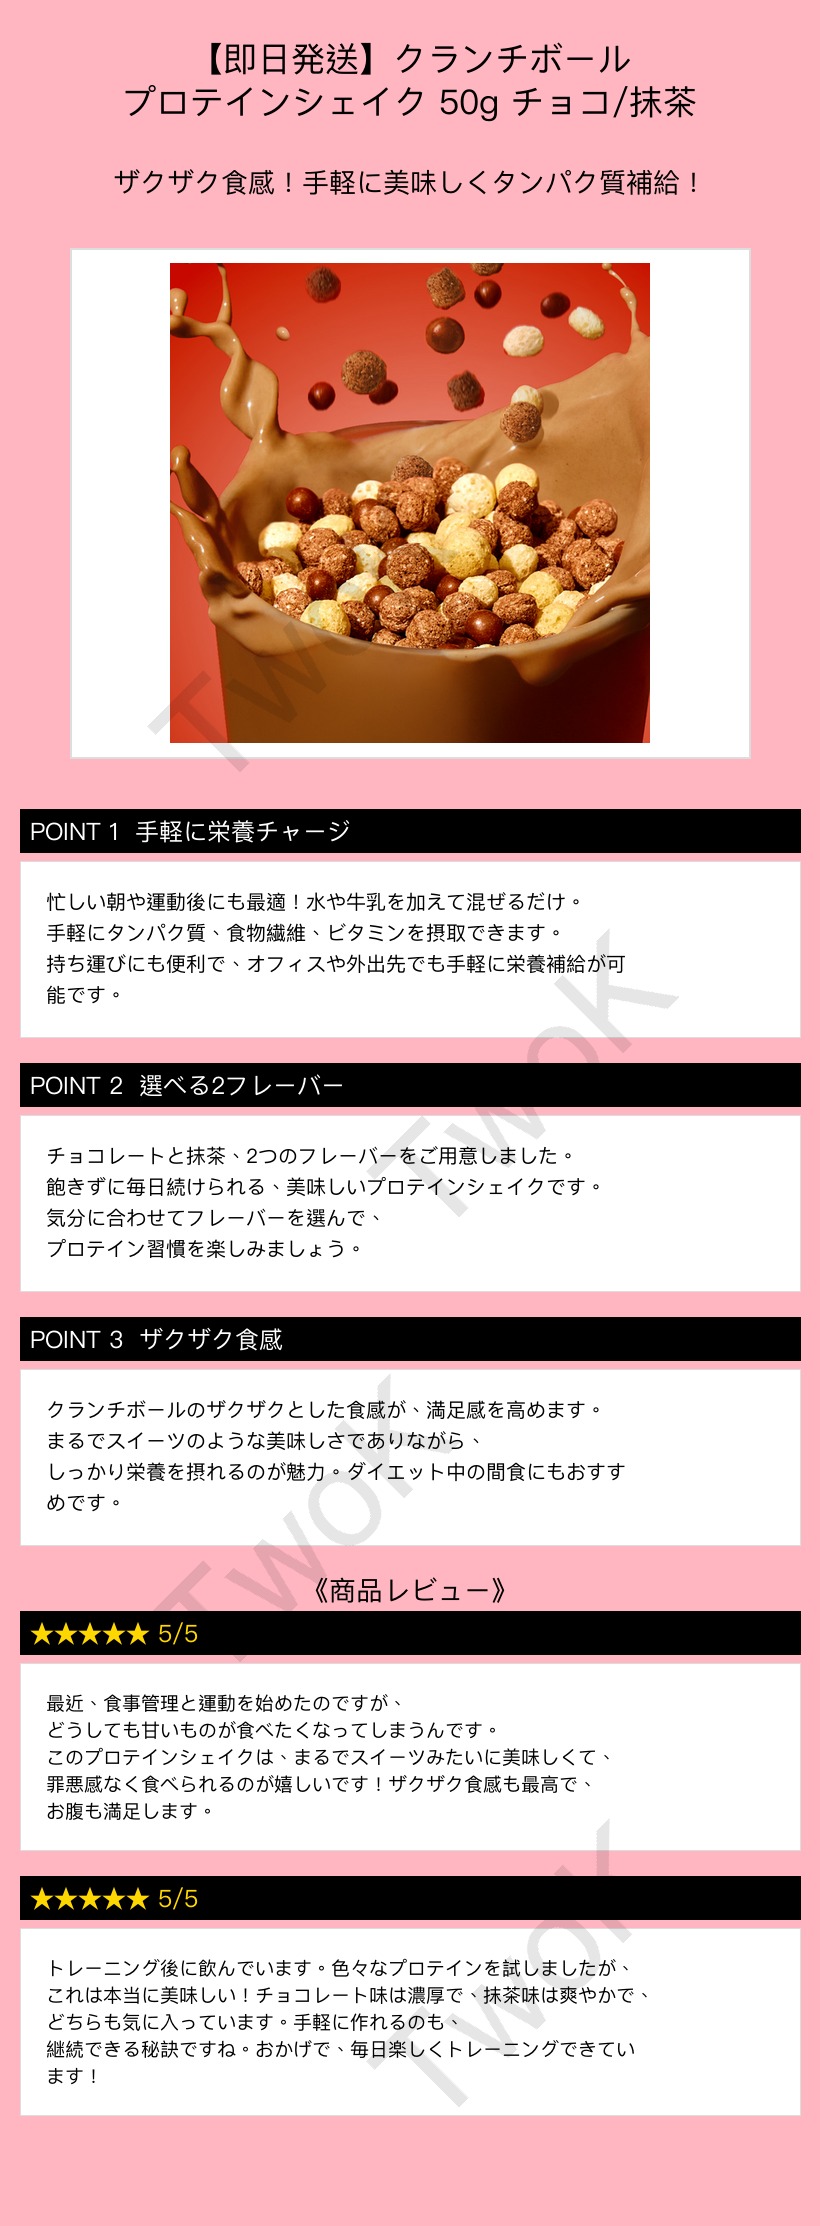 【即日発送】クランチボール
プロテインシェイク 50g チョコ/抹茶
ザクザク食感！手軽に美味しくタンパク質補給！
POINT 1 手軽に栄養チャージ
忙しい朝や運動後にも最適！水や牛乳を加えて混ぜるだけ。
手軽にタンパク質、食物繊維、ビタミンを摂取できます。
持ち運びにも便利で、オフィスや外出先でも手軽に栄養補給が可
能です。
POINT 2 選べる2フレーバー
チョコレートと抹茶、2つのフレーバーをご用意しました。
飽きずに毎日続けられる、美味しいプロテインシェイクです。
気分に合わせてフレーバーを選んで、
プロテイン習慣を楽しみましょう。
POINT 3 ザクザク食感
クランチボールのザクザクとした食感が、満足感を高めます。
まるでスイーツのような美味しさでありながら、
しっかり栄養を摂れるのが魅力。ダイエット中の間食にもおすす
めです。
《商品レビュー》
★★★★★ 5/5
最近、食事管理と運動を始めたのですが、
どうしても甘いものが食べたくなってしまうんです。
このプロテインシェイクは、まるでスイーツみたいに美味しくて、
罪悪感なく食べられるのが嬉しいです！ザクザク食感も最高で、
お腹も満足します。
★★★★★ 5/5
トレーニング後に飲んでいます。色々なプロテインを試しましたが、
これは本当に美味しい！チョコレート味は濃厚で、抹茶味は爽やかで、
どちらも気に入っています。手軽に作れるのも、
継続できる秘訣ですね。おかげで、毎日楽しくトレーニングできてい
ます！
TwoK
TwoK
TwoK
TwoK